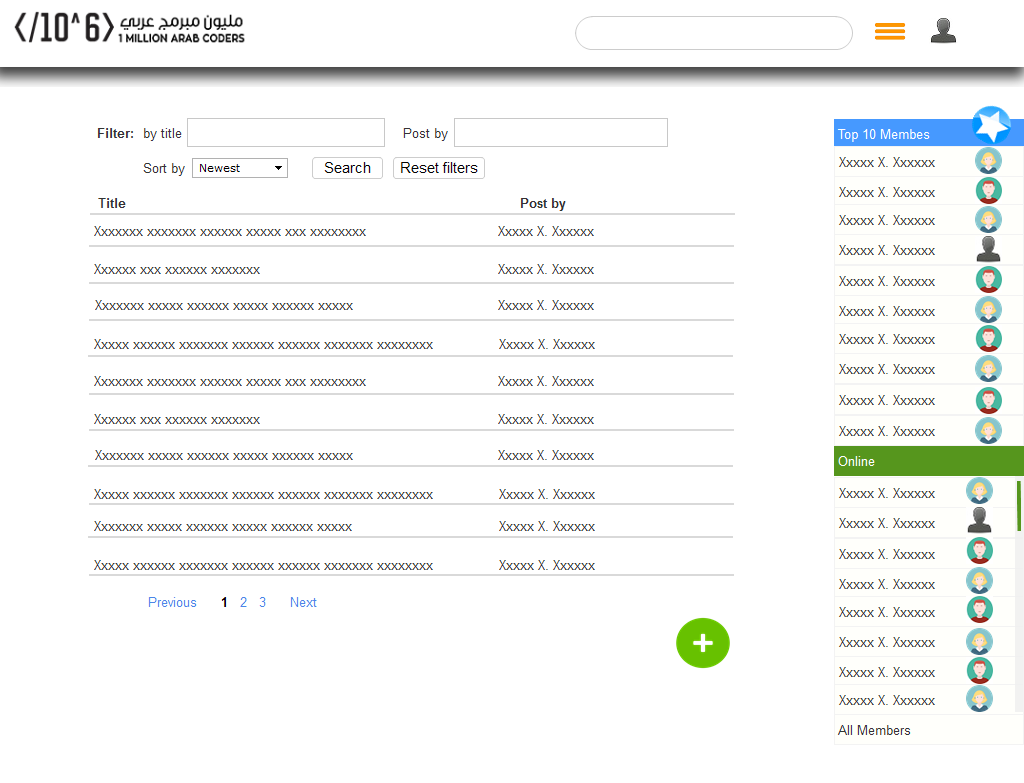 </10^6> مليون مبرمج عربي
1 MILLION ARAB CODERS
Filter: by title Post by
Sort by Newest Search Reset filters
Title Post by
Xxxxxxx xxxxxxx xxxxxx xxxxx xxx xxxxxxxx Xxxxx X. Xxxxxx
Xxxxxx xxx xxxxxx xxxxxxx Xxxxx X. Xxxxxx
Xxxxxxx xxxxx xxxxxx xxxxx xxxxxx xxxxx Xxxxx X. Xxxxxx
Xxxxx xxxxxx xxxxxxx xxxxxx xxxxxx xxxxxxx xxxxxxxx Xxxxx X. Xxxxxx
Xxxxxxx xxxxxxx xxxxxx xxxxx xxx xxxxxxxx Xxxxx X. Xxxxxx
Xxxxxx xxx xxxxxx xxxxxxx Xxxxx X. Xxxxxx
Xxxxxxx xxxxx xxxxxx xxxxx xxxxxx xxxxx Xxxxx X. Xxxxxx
Xxxxx xxxxxx xxxxxxx xxxxxx xxxxxx xxxxxxx xxxxxxxx Xxxxx X. Xxxxxx
Xxxxxxx xxxxx xxxxxx xxxxx xxxxxx xxxxx Xxxxx X. Xxxxxx
Xxxxx xxxxxx xxxxxxx xxxxxx xxxxxx xxxxxxx xxxxxxxx Xxxxx X. Xxxxxx
Previous 1 2 3 Next
Top 10 Membes
Xxxxx X. Xxxxxx
Xxxxx X. Xxxxxx
Xxxxx X. Xxxxxx
Xxxxx X. Xxxxxx
Xxxxx X. Xxxxxx
Xxxxx X. Xxxxxx
Xxxxx X. Xxxxxx
Xxxxx X. Xxxxxx
Xxxxx X. Xxxxxx
Xxxxx X. Xxxxxx
Online
Xxxxx X. Xxxxxx
Xxxxx X. Xxxxxx
Xxxxx X. Xxxxxx
Xxxxx X. Xxxxxx
Xxxxx X. Xxxxxx
Xxxxx X. Xxxxxx
Xxxxx X. Xxxxxx
Xxxxx X. Xxxxxx
All Members